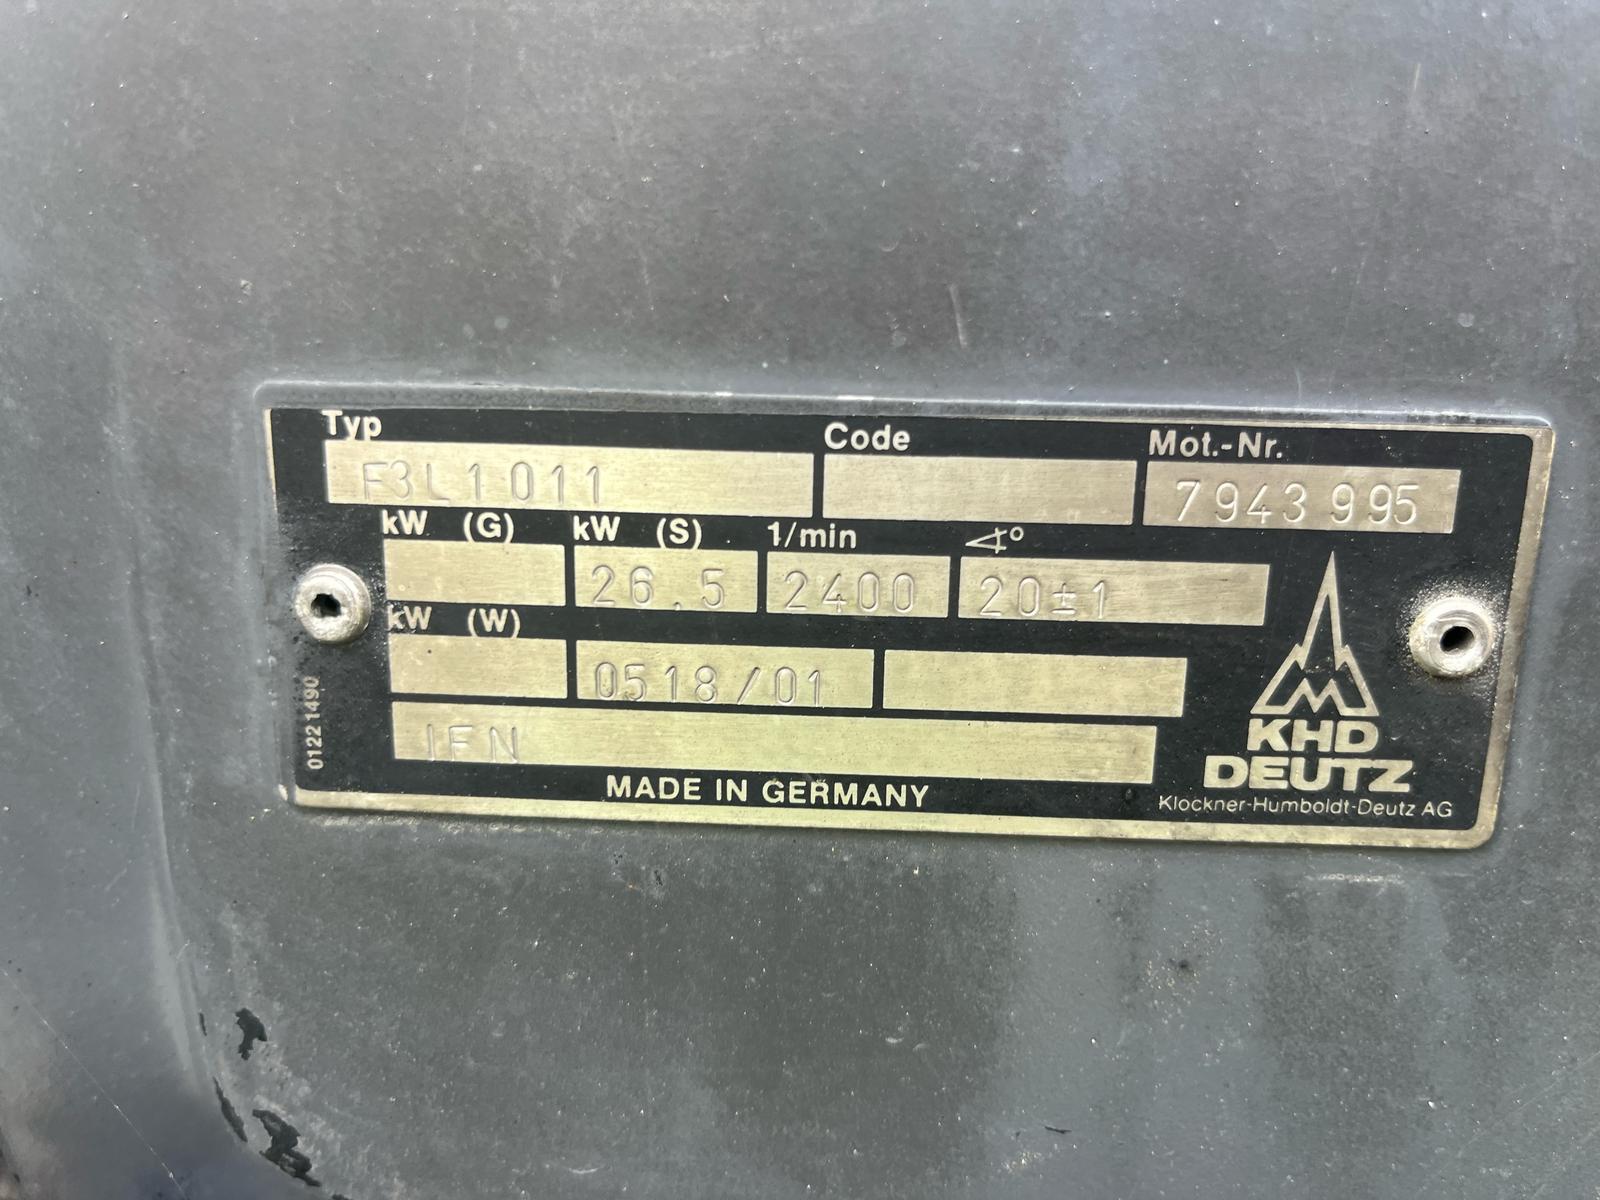 Typ Code Mot.-Nr.
F3L1011 7943995
kW (G) kW (S) 1/min ∢°
26,5 2400 20±1
kW (W)
0518/01
IFN
01221490
MADE IN GERMANY
KHD
DEUTZ
Klöckner-Humboldt-Deutz AG